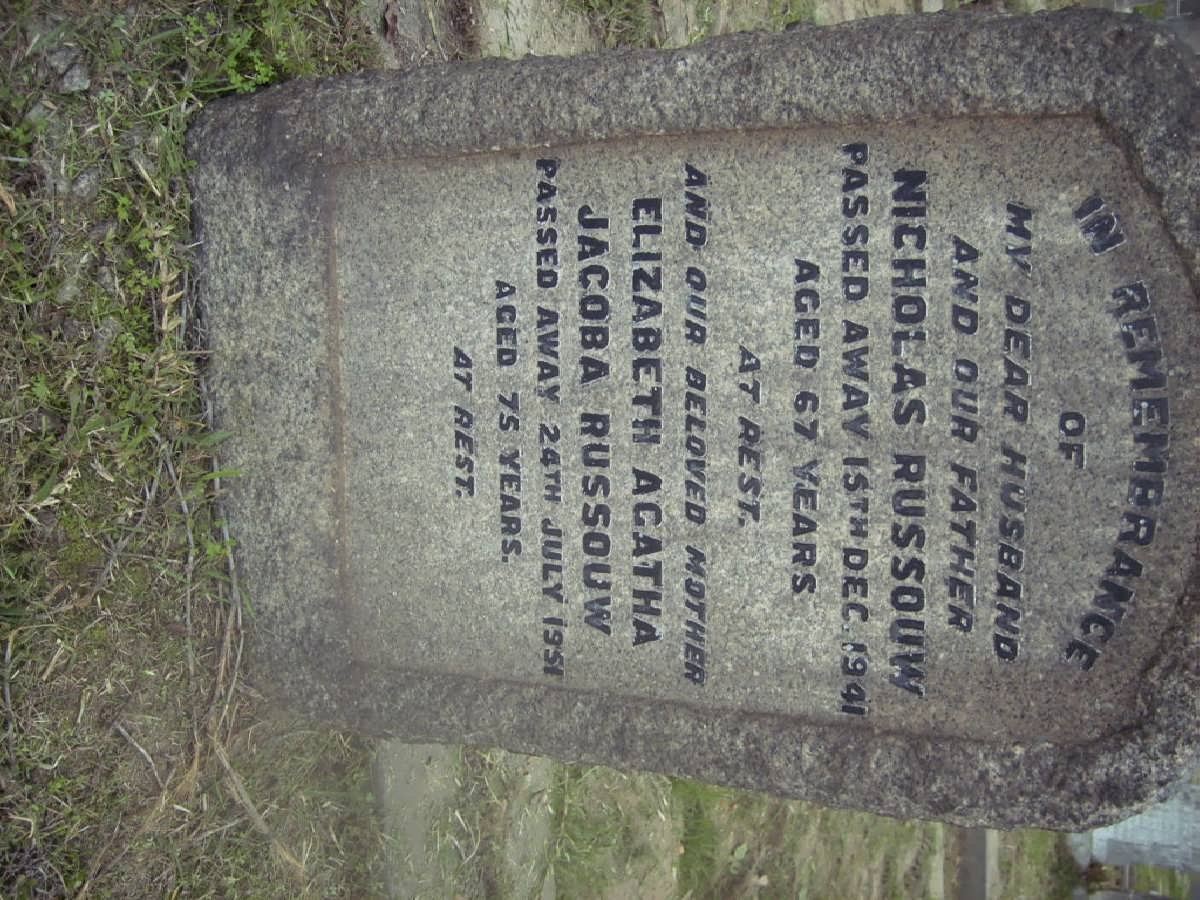 IN REMEMBRANCE
OF
MY DEAR HUSBAND
AND OUR FATHER
NICHOLAS RUSSOUW
PASSED AWAY 15TH DEC. 1941
AGED 67 YEARS
AT REST.
AND OUR BELOVED MOTHER
ELIZABETH AGATHA
JACOBA RUSSOUW
PASSED AWAY 24TH JULY 1951
AGED 75 YEARS.
AT REST.